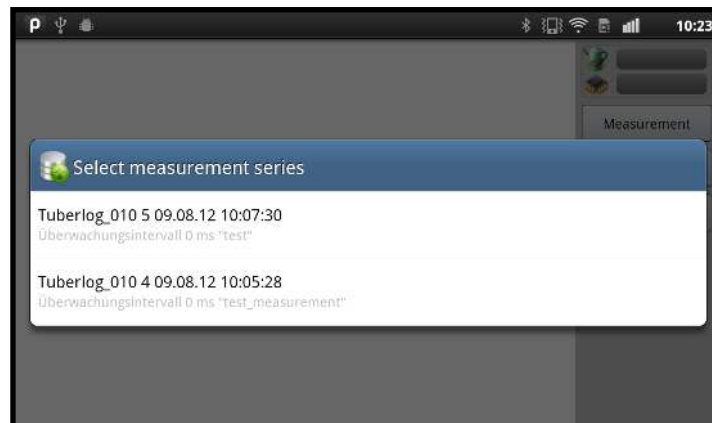 10:23
Measurement
Select measurement series
Tuberlog_010 5 09.08.12 10:07:30
Überwachungsintervall 0 ms "test"
Tuberlog_010 4 09.08.12 10:05:28
Überwachungsintervall 0 ms "test_measurement"